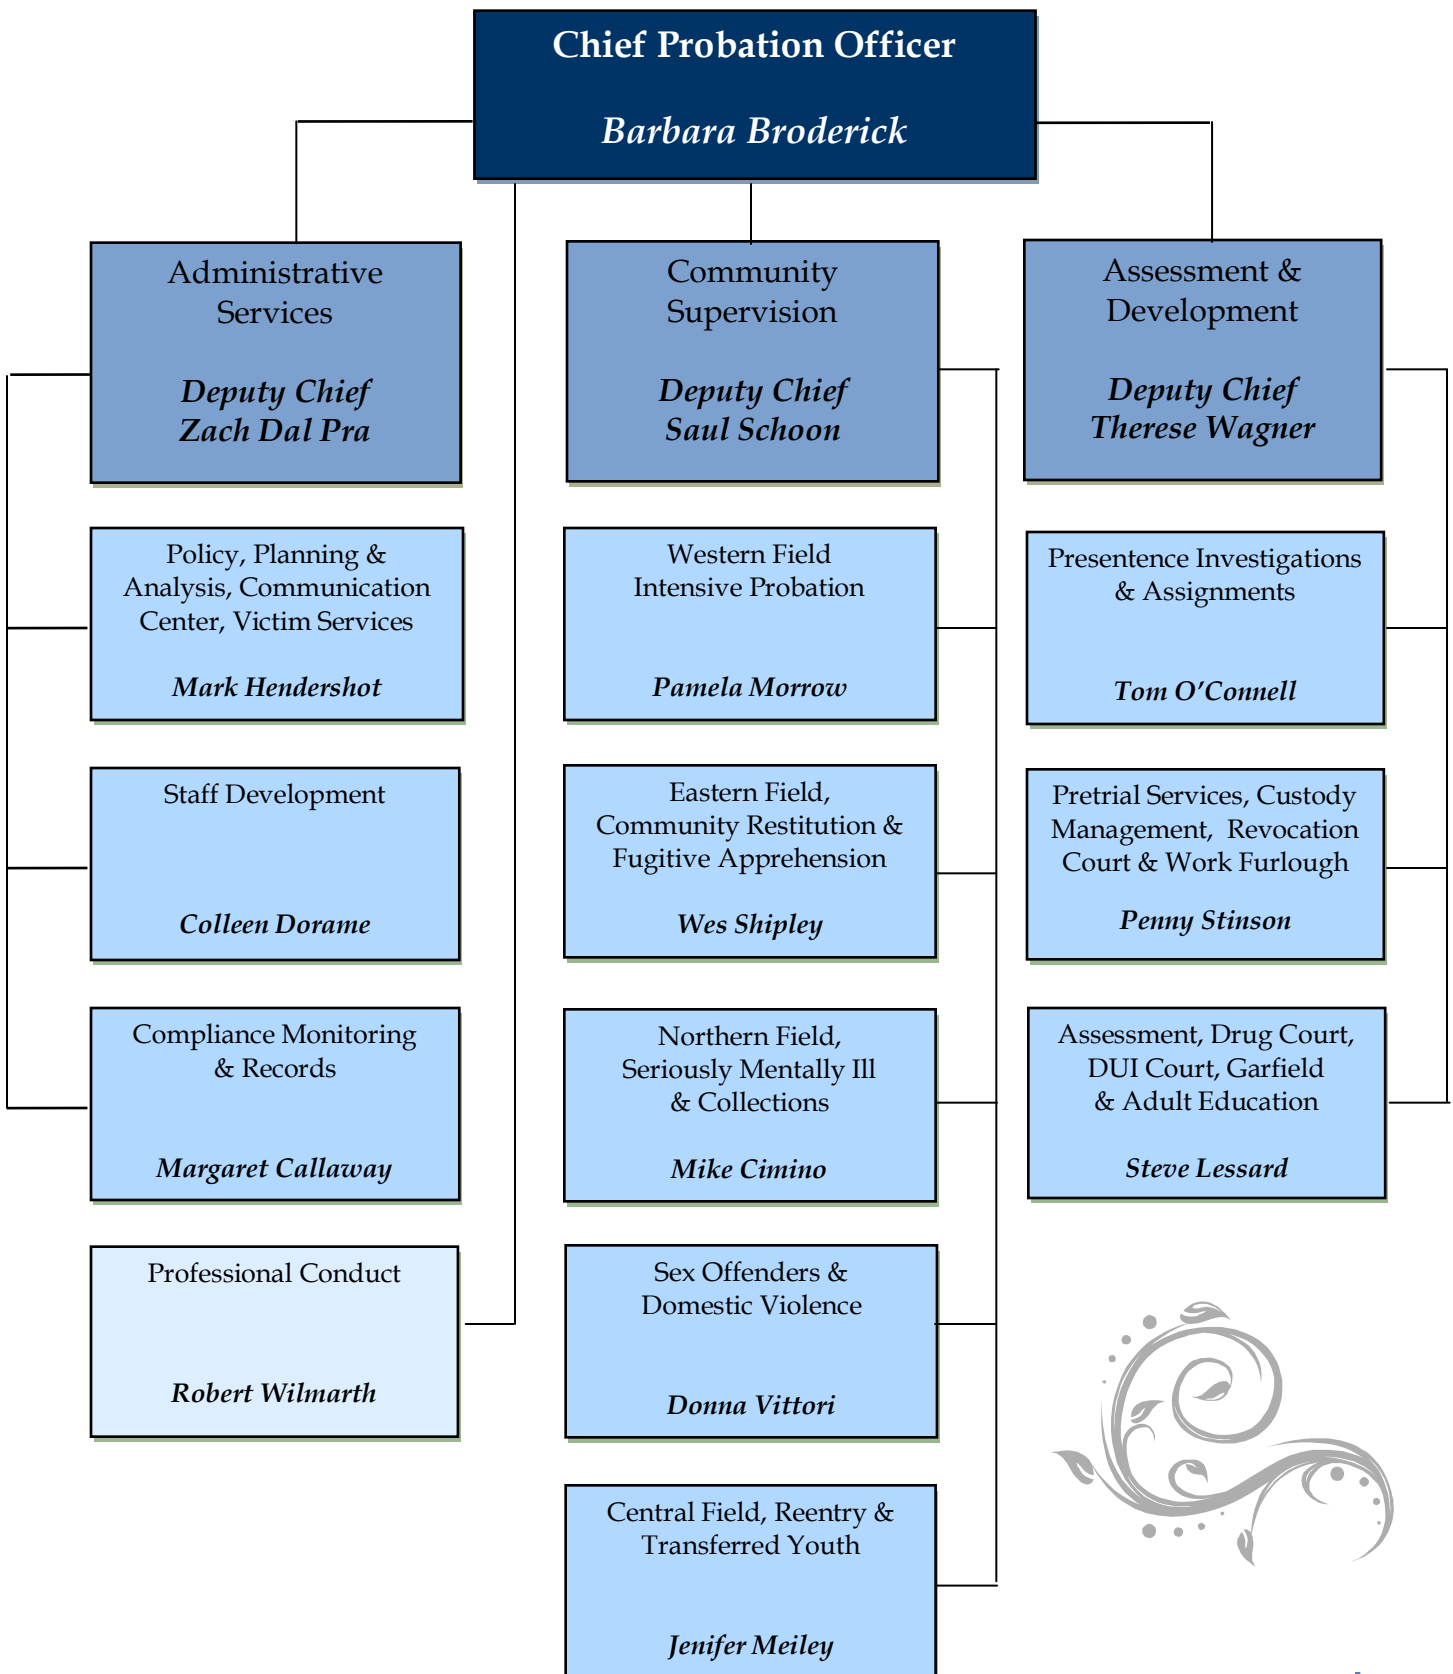 Chief Probation Officer
Barbara Broderick
Administrative
Services
Deputy Chief
Zach Dal Pra
Community
Supervision
Deputy Chief
Saul Schoon
Assessment &
Development
Deputy Chief
Therese Wagner
Policy, Planning &
Analysis, Communication
Center, Victim Services
Mark Hendershot
Staff Development
Colleen Dorame
Compliance Monitoring
& Records
Margaret Callaway
Professional Conduct
Robert Wilmarth
Western Field
Intensive Probation
Pamela Morrow
Eastern Field,
Community Restitution &
Fugitive Apprehension
Wes Shipley
Northern Field,
Seriously Mentally Ill
& Collections
Mike Cimino
Sex Offenders &
Domestic Violence
Donna Vittori
Central Field, Reentry &
Transferred Youth
Jenifer Meiley
Presentence Investigations
& Assignments
Tom O’Connell
Pretrial Services, Custody
Management, Revocation
Court & Work Furlough
Penny Stinson
Assessment, Drug Court,
DUI Court, Garfield
& Adult Education
Steve Lessard